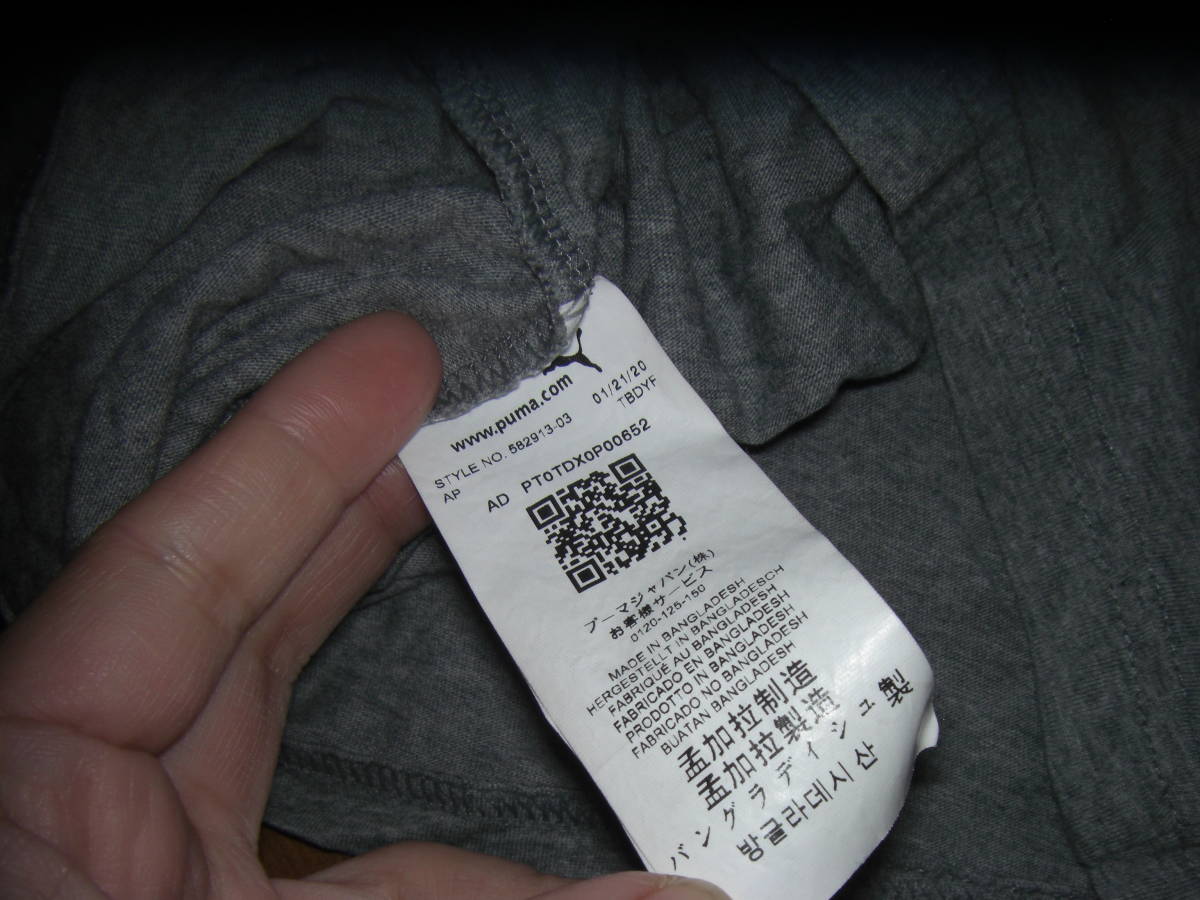 www.puma.com
STYLE NO. 582913-03 01/21/20
AP TBDYF
AD PT0TDX0P00652
プーマジャパン(株)
お客様サービス
0120-125-150
MADE IN BANGLADESH
HERGESTELLT IN BANGLADESCH
FABRIQUÉ AU BANGLADESH
FABRICADO EN BANGLADESH
PRODOTTO IN BANGLADESH
FABRICADO NO BANGLADESH
BUATAN BANGLADESH
孟加拉制造
孟加拉製造
バングラデイシュ製
방글라데시산